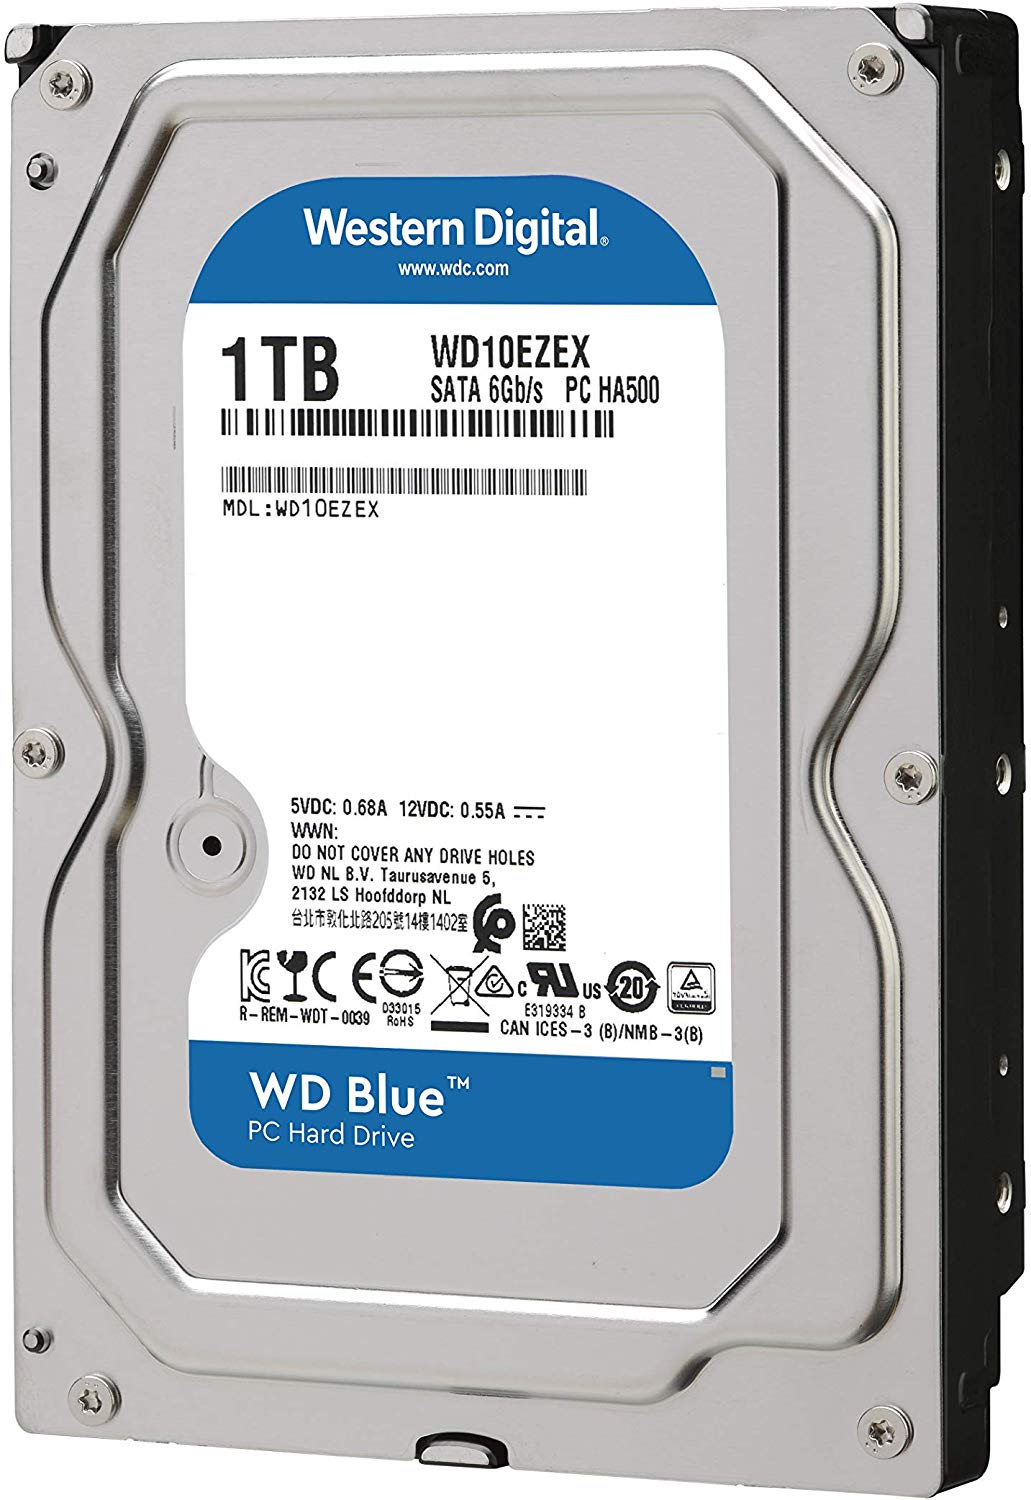 Western Digital®
www.wdc.com
1TB
WD10EZEX
SATA 6Gb/s PC HA500
MDL:WD10EZEX
5VDC: 0.68A 12VDC: 0.55A
WWN:
DO NOT COVER ANY DRIVE HOLES
WD NL B.V. Taurusavenue 5,
2132 LS Hoofddorp NL
台北市敦化北路205號14樓1402室
R-REM-WDT-0039
033015
RoHS
c UR US
20
E319334 B
CAN ICES-3 (B)/NMB-3(B)
WD Blue™
PC Hard Drive